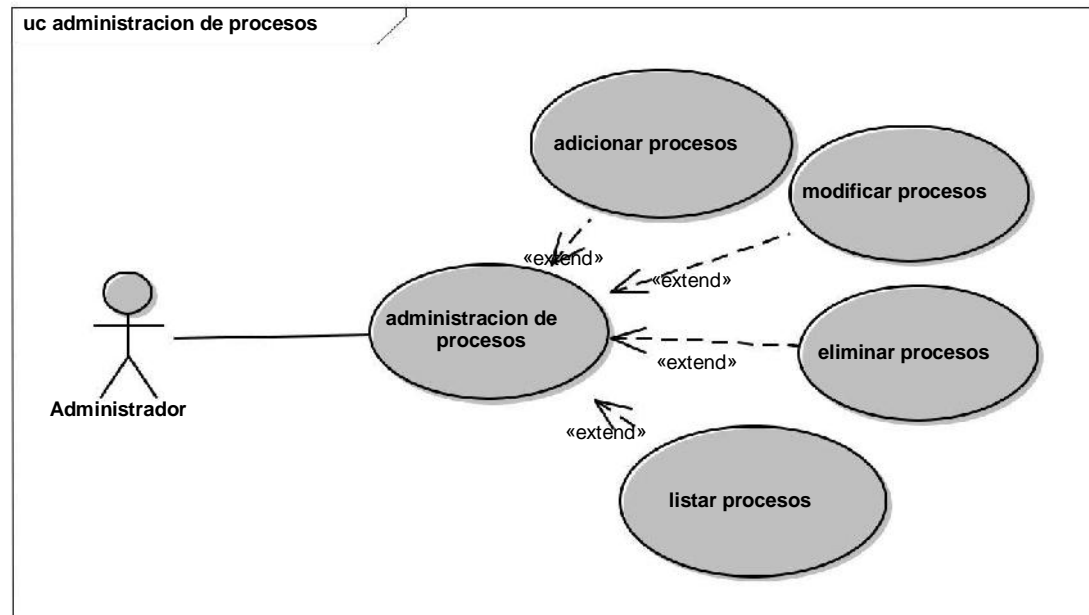 uc administracion de procesos
adicionar procesos
modificar procesos
«extend»
«extend»
administracion de
procesos
eliminar procesos
«extend»
Administrador
«extend»
listar procesos